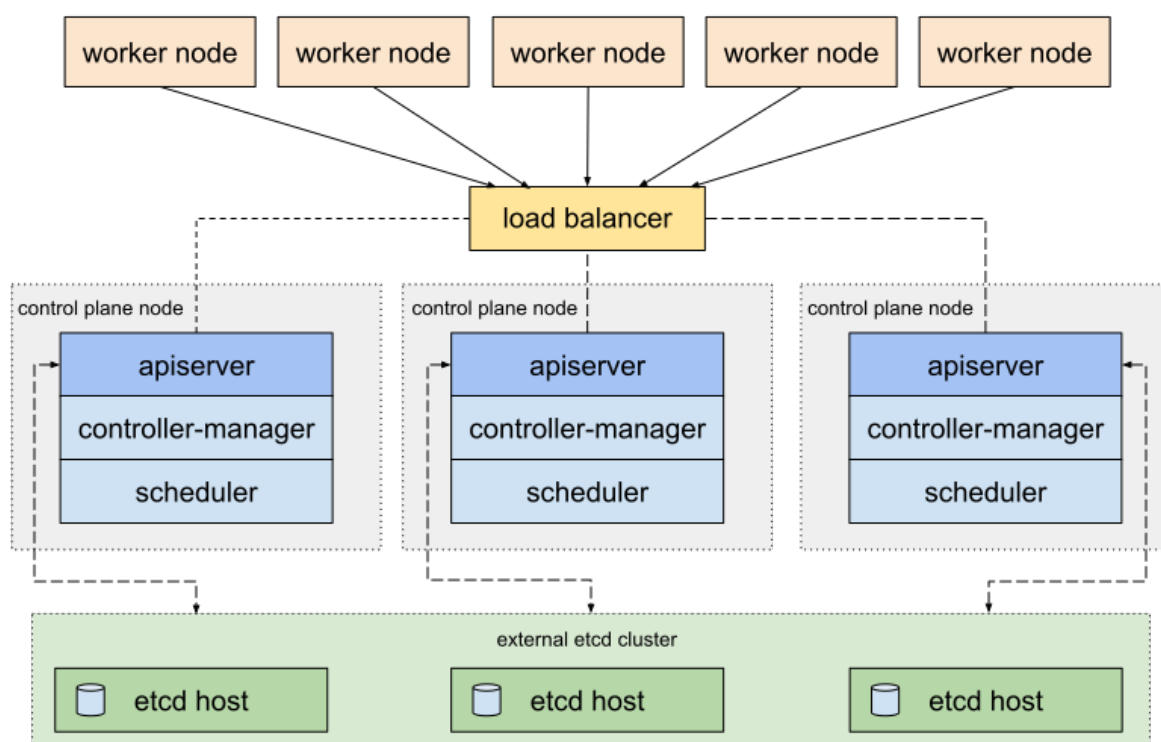 worker node
worker node
worker node
worker node
worker node
load balancer
control plane node
apiserver
controller-manager
scheduler
control plane node
apiserver
controller-manager
scheduler
control plane node
apiserver
controller-manager
scheduler
external etcd cluster
etcd host
etcd host
etcd host